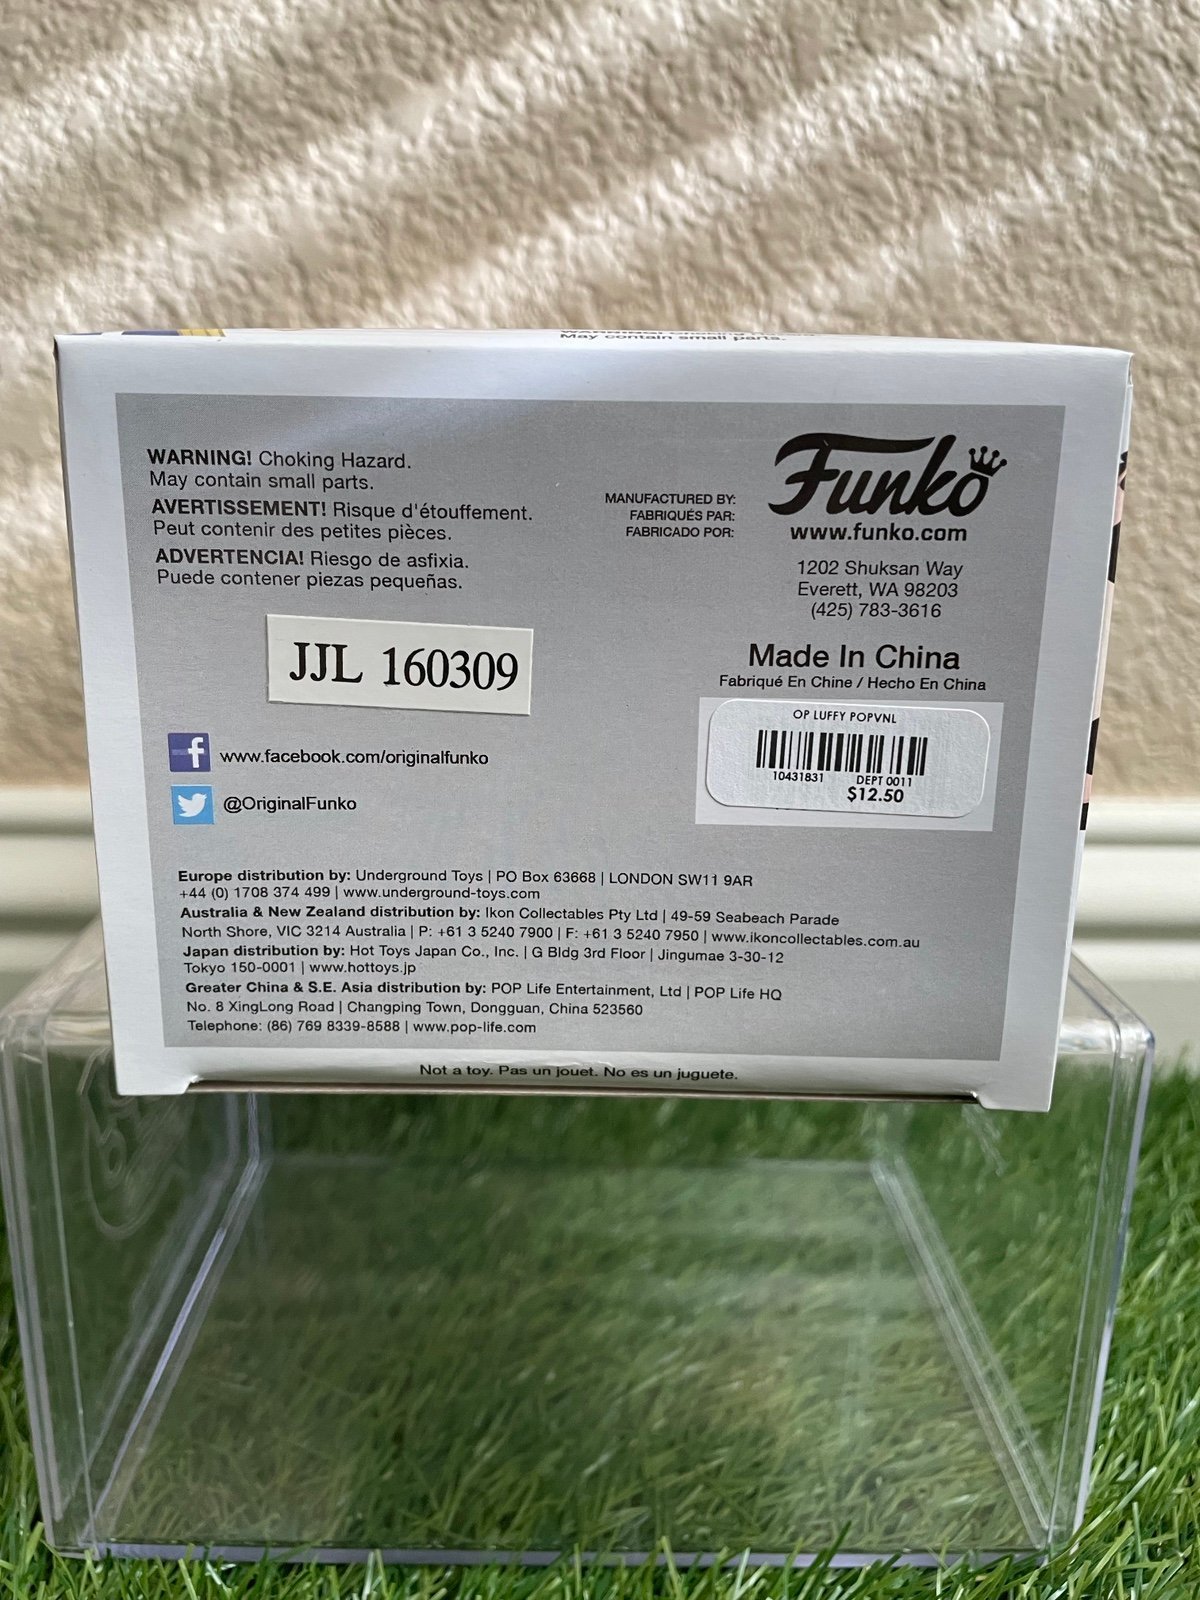 WARNING! Choking Hazard
May contain small parts.
WARNING! Choking Hazard.
May contain small parts.
AVERTISSEMENT! Risque d'étouffement.
Peut contenir des petites pièces.
ADVERTENCIA! Riesgo de asfixia.
Puede contener piezas pequeñas.
MANUFACTURED BY:
FABRIQUÉS PAR:
FABRICADO POR:
Funko
www.funko.com
1202 Shuksan Way
Everett, WA 98203
(425) 783-3616
Made In China
Fabriqué En Chine / Hecho En China
JJL 160309
OP LUFFY POPVNL
10431831 DEPT 0011
$12.50
f www.facebook.com/originalfunko
@OriginalFunko
Europe distribution by: Underground Toys | PO Box 63668 | LONDON SW11 9AR
+44 (0) 1708 374 499 | www.underground-toys.com
Australia & New Zealand distribution by: Ikon Collectables Pty Ltd | 49-59 Seabeach Parade
North Shore, VIC 3214 Australia | P: +61 3 5240 7900 | F: +61 3 5240 7950 | www.ikoncollectables.com.au
Japan distribution by: Hot Toys Japan Co., Inc. | G Bldg 3rd Floor | Jingumae 3-30-12
Tokyo 150-0001 | www.hottoys.jp
Greater China & S.E. Asia distribution by: POP Life Entertainment, Ltd | POP Life HQ
No. 8 XingLong Road | Changping Town, Dongguan, China 523560
Telephone: (86) 769 8339-8588 | www.pop-life.com
Not a toy. Pas un jouet. No es un juguete.